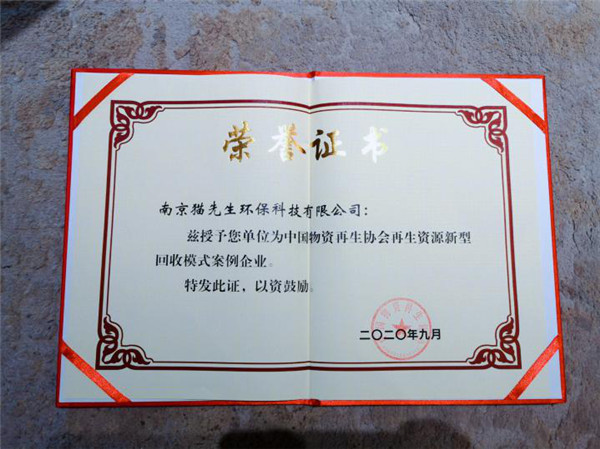 荣誉证书
南京猫先生环保科技有限公司：
兹授予您单位为中国物资再生协会再生资源新型
回收模式案例企业。
特发此证，以资鼓励。
二〇二〇年九月